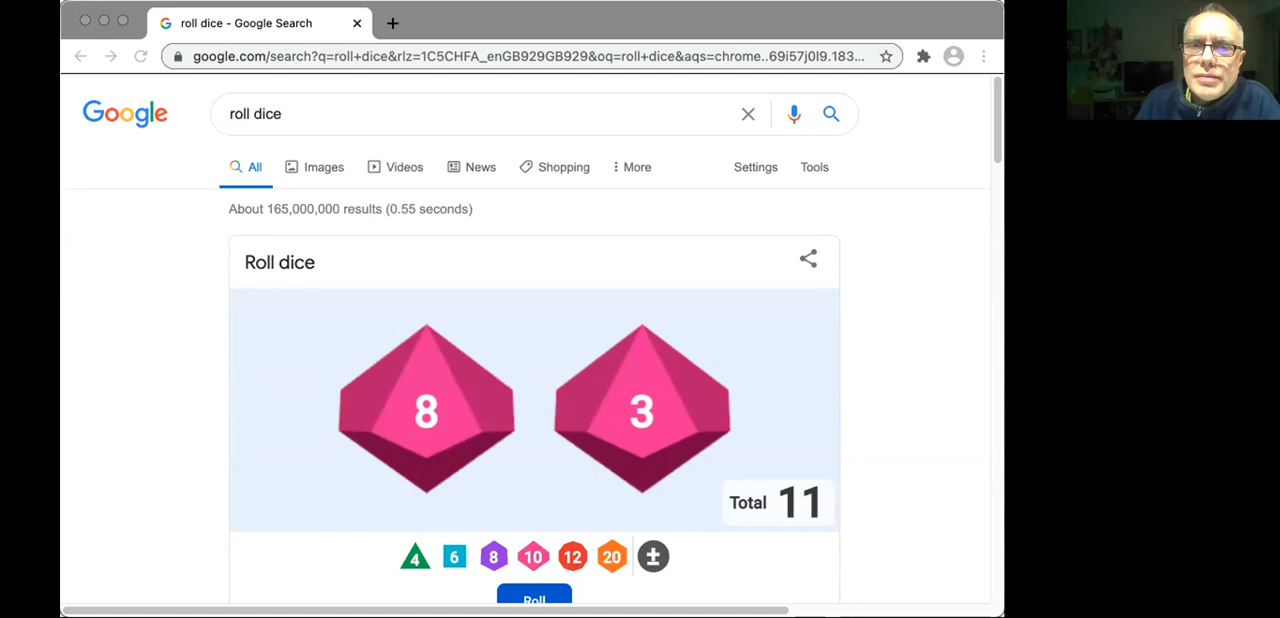 roll dice - Google Search
google.com/search?q=roll+dice&rlz=1C5CHFA_enGB929GB929&oq=roll+dice&aqs=chrome..69i57j0l9.183...
Google
roll dice
All Images Videos News Shopping More Settings Tools
About 165,000,000 results (0.55 seconds)
Roll dice
8 3
Total 11
4 6 8 10 12 20 ±
Roll